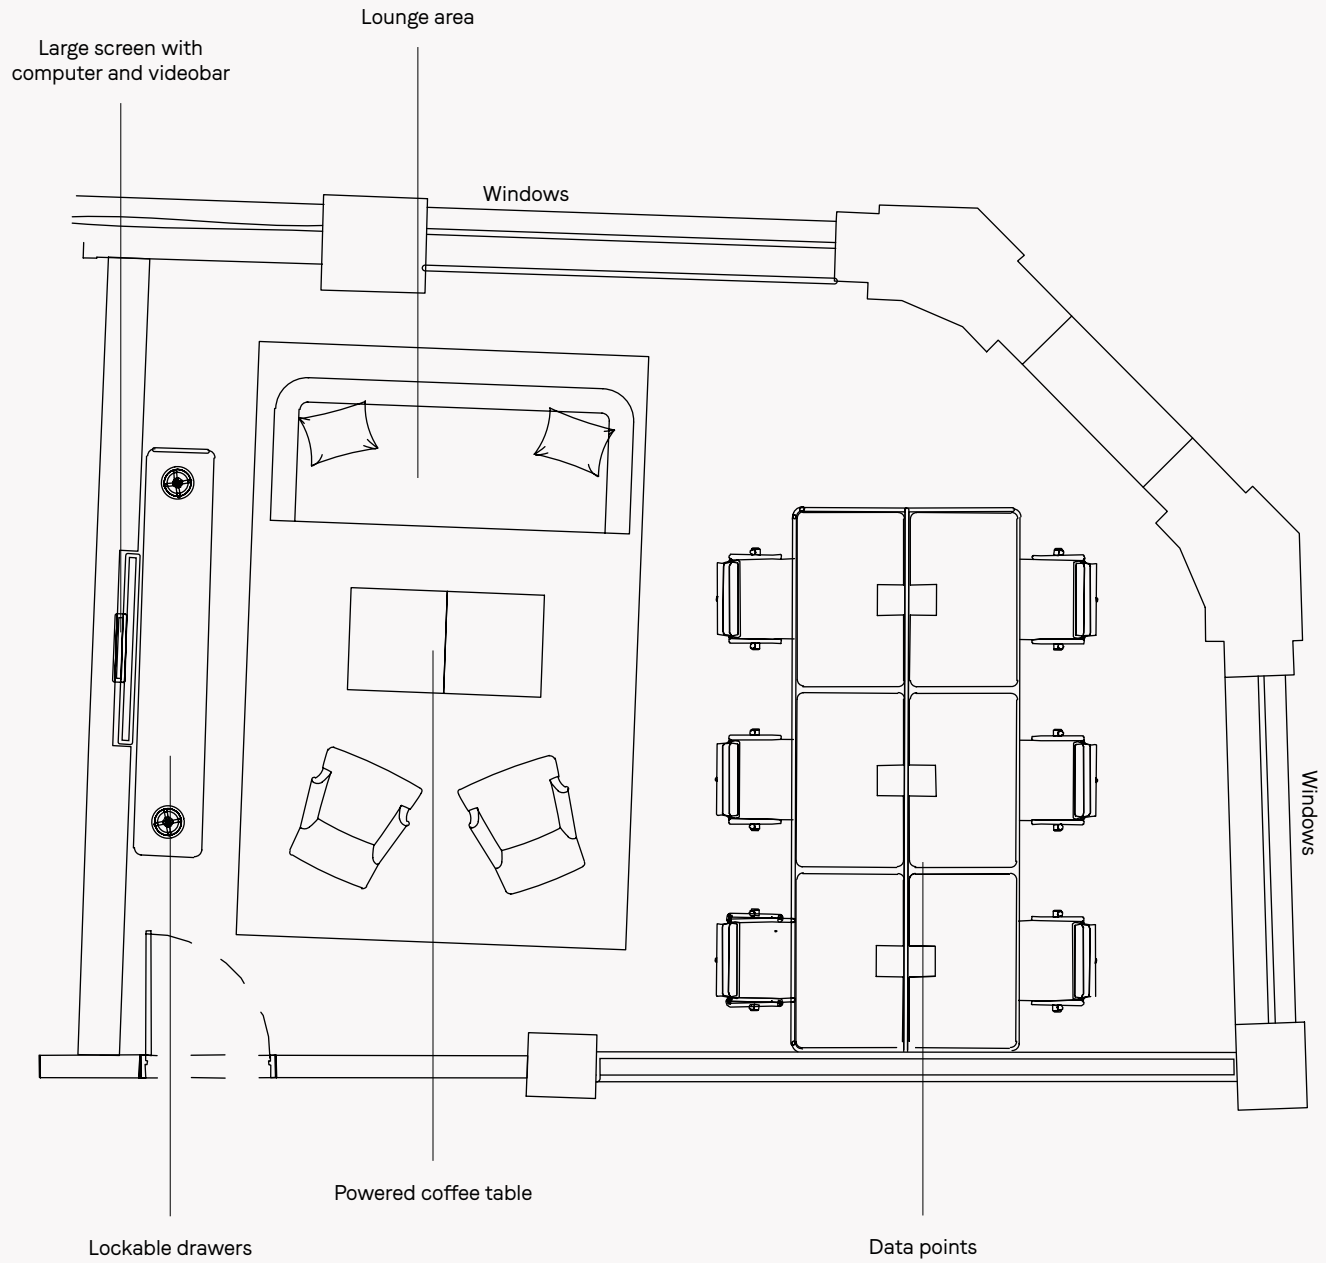 Lounge area
Large screen with
computer and videobar
Windows
Windows
Powered coffee table
Lockable drawers
Data points